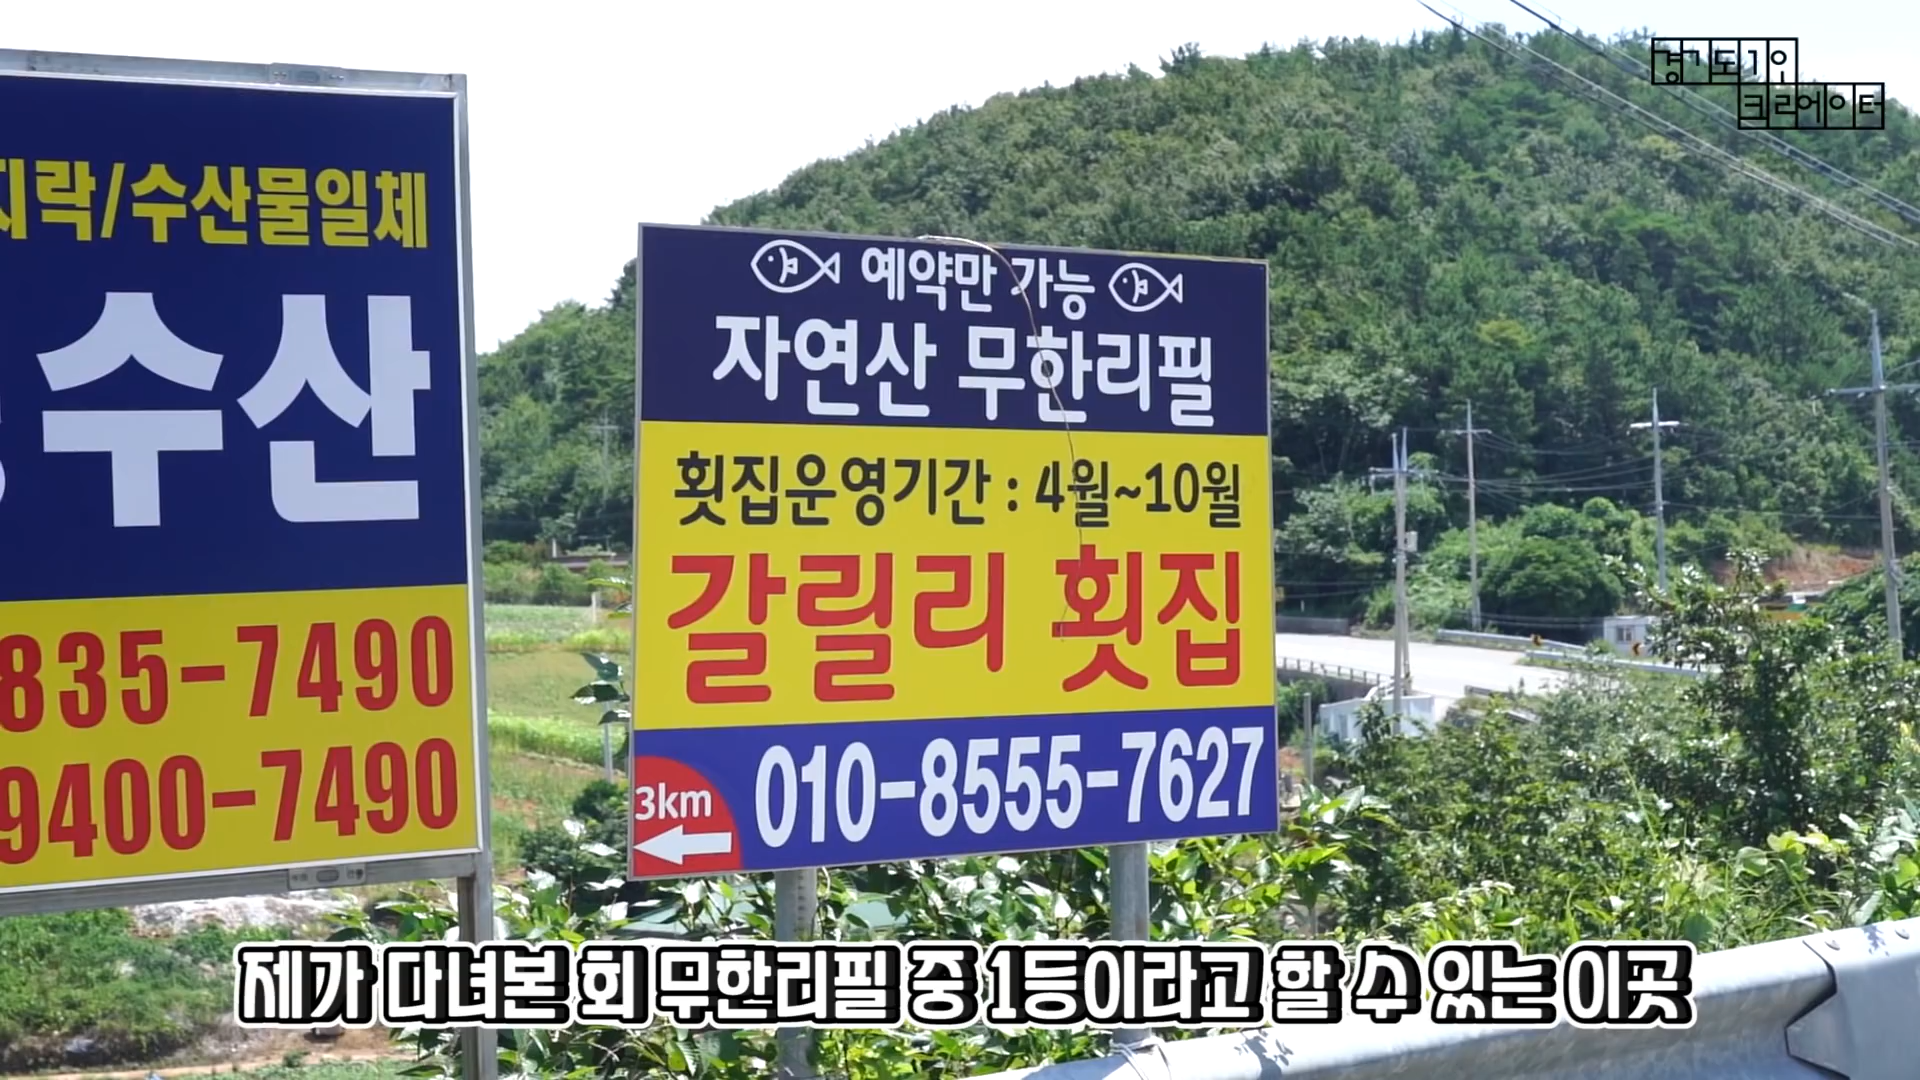 경기도1위
크리에이터
지락/수산물일체
수산
835-7490
9400-7490
예약만 가능
자연산 무한리필
횟집운영기간 : 4월~10월
갈릴리 횟집
3km
010-8555-7627
제가 다녀본 회 무한리필 중 1등이라고 할 수 있는 이곳